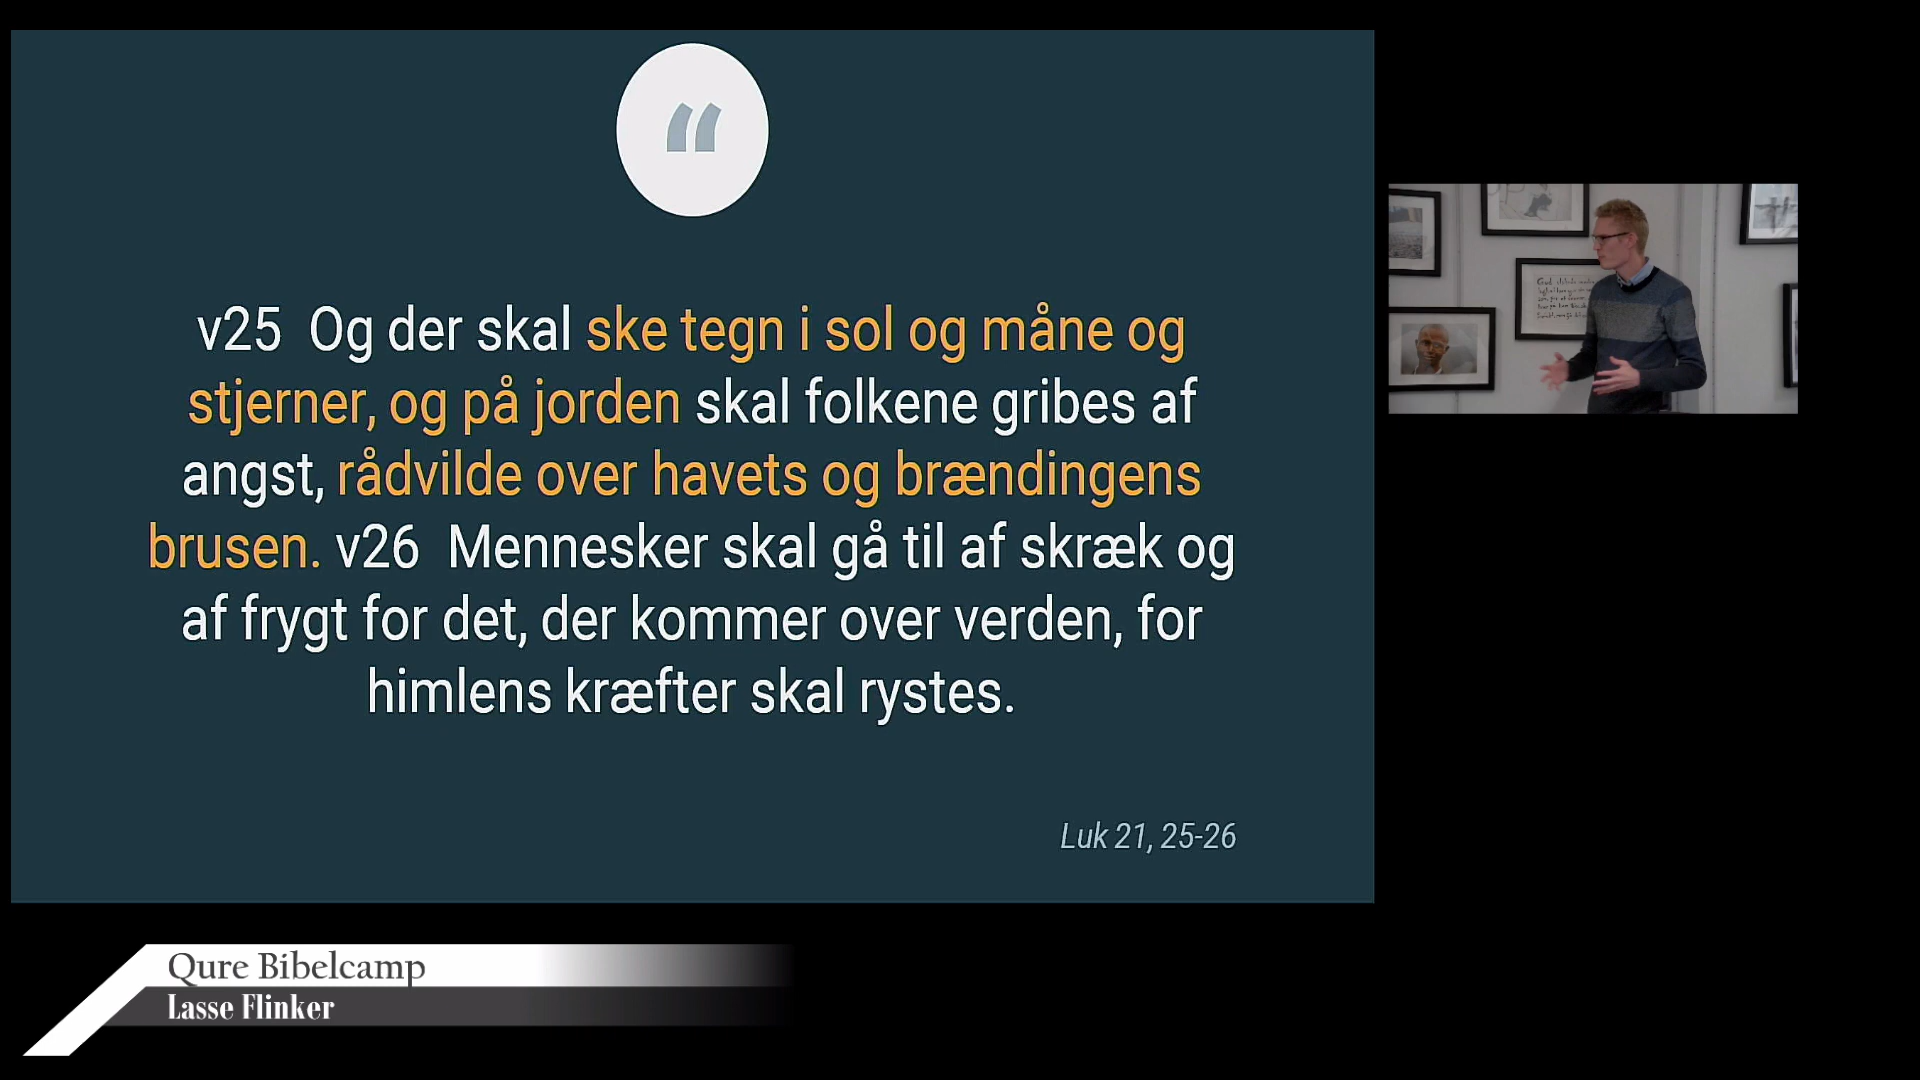 “
v25 Og der skal ske tegn i sol og måne og
stjerner, og på jorden skal folkene gribes af
angst, rådvilde over havets og brændingens
brusen. v26 Mennesker skal gå til af skræk og
af frygt for det, der kommer over verden, for
himlens kræfter skal rystes.
Luk 21, 25-26
Qure Bibelcamp
Lasse Flinker